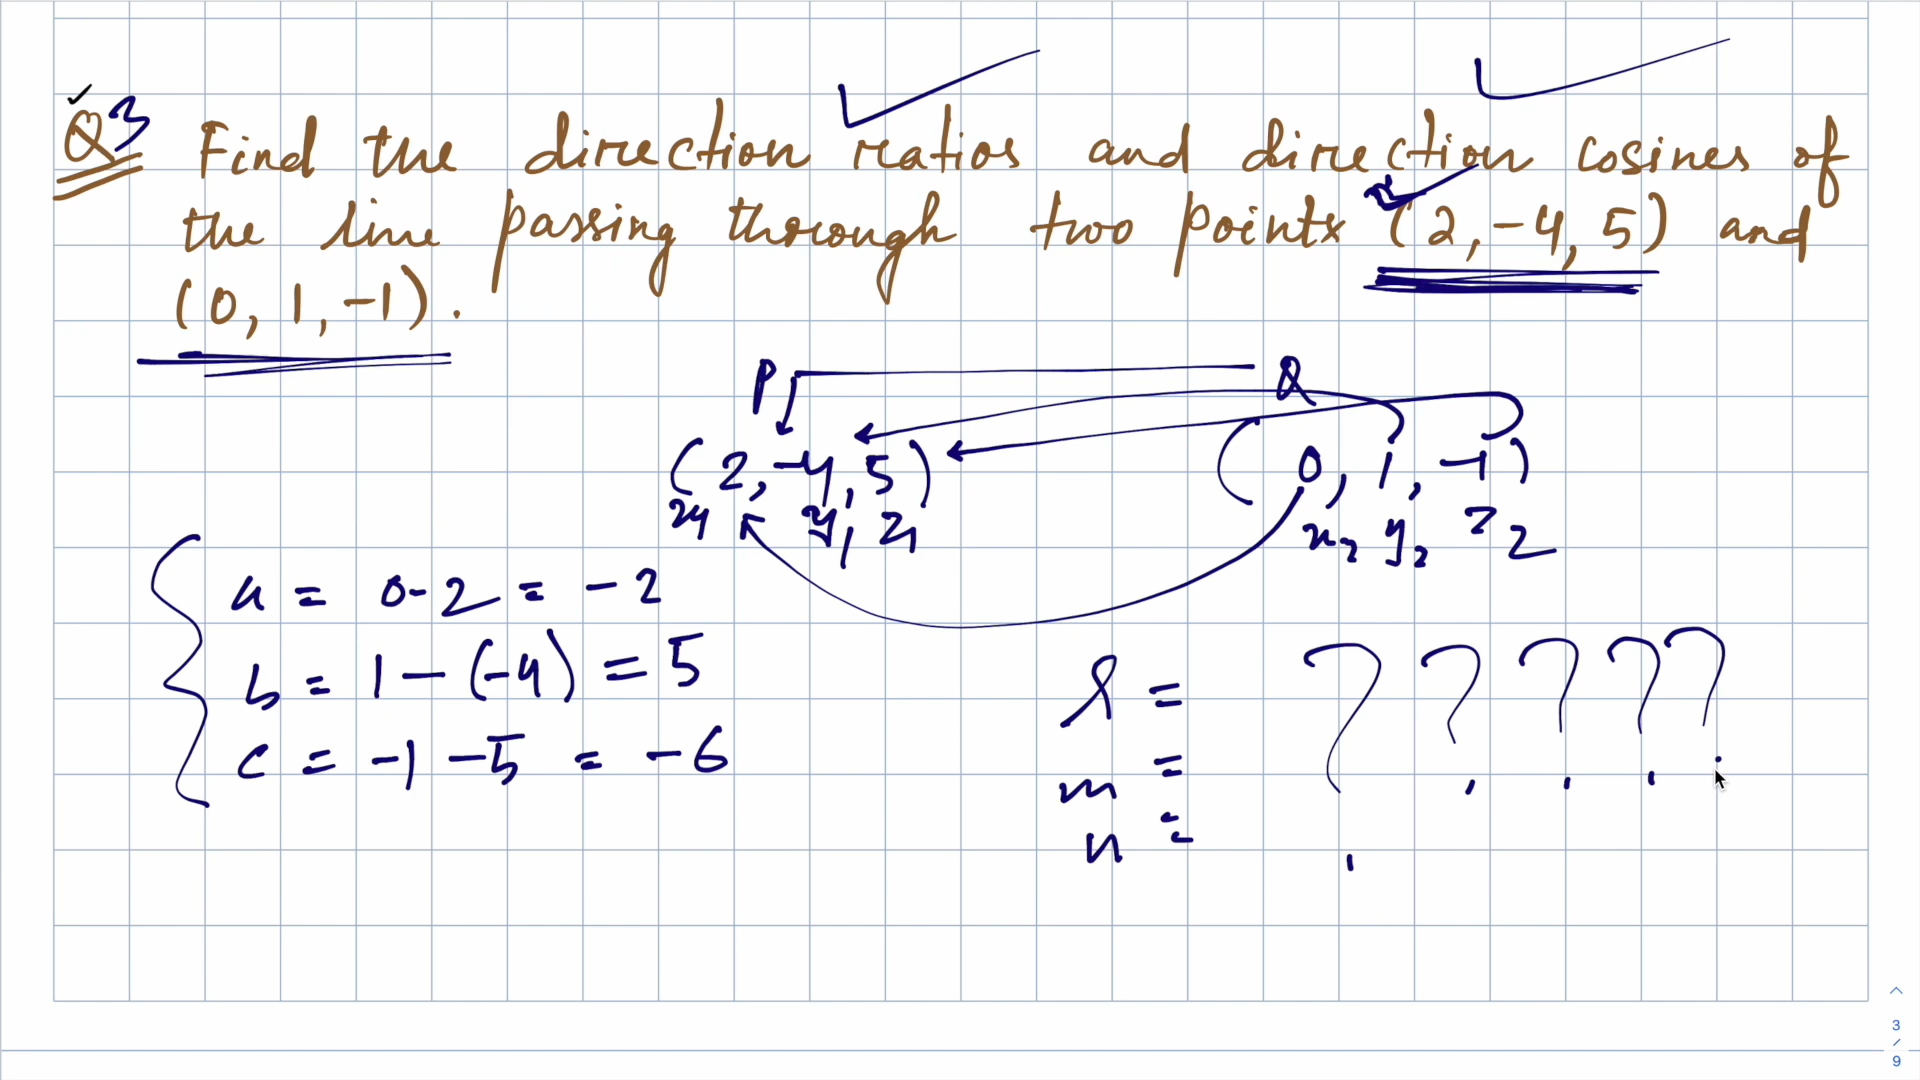 Q3 Find the direction ratios and direction cosines of
the line passing through two points (2, -4, 5) and
(0, 1, -1).
P Q
(2, -4, 5) (0, 1, -1)
x1 y1, z1 x2 y2 z2
a = 0-2 = -2
b = 1 - (-4) = 5
c = -1 -5 = -6
l = ? ? ? ? ?
m =
n =
3
/
9